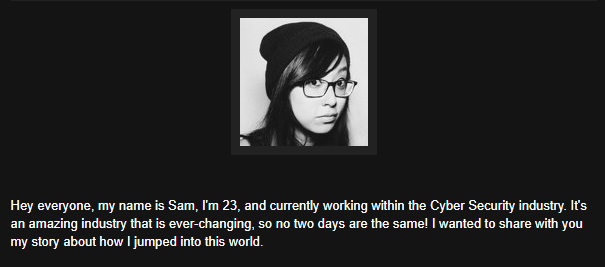 Hey everyone, my name is Sam, I'm 23, and currently working within the Cyber Security industry. It's
an amazing industry that is ever-changing, so no two days are the same! I wanted to share with you
my story about how I jumped into this world.